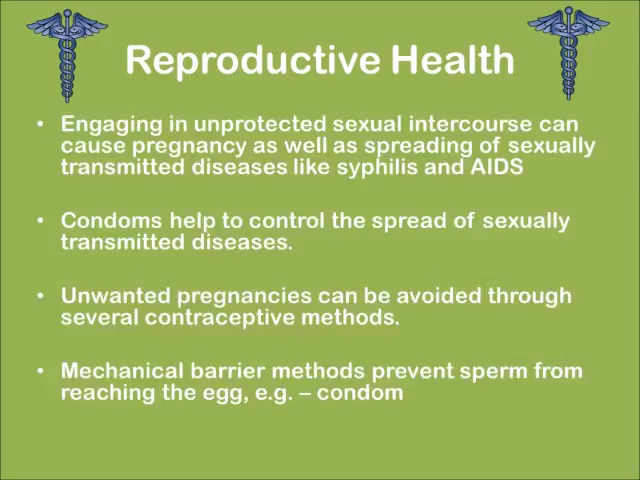 Reproductive Health
• Engaging in unprotected sexual intercourse can
cause pregnancy as well as spreading of sexually
transmitted diseases like syphilis and AIDS
• Condoms help to control the spread of sexually
transmitted diseases.
• Unwanted pregnancies can be avoided through
several contraceptive methods.
• Mechanical barrier methods prevent sperm from
reaching the egg, e.g. – condom